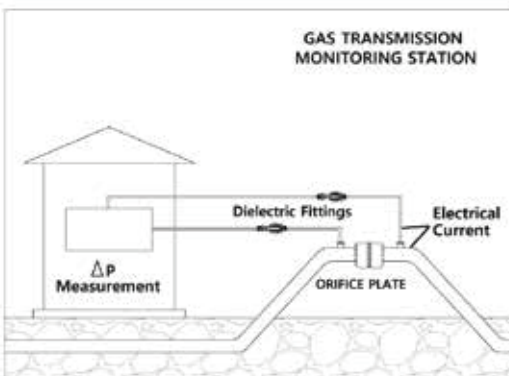 GAS TRANSMISSION
MONITORING STATION
Dielectric Fittings
Electrical
Current
ΔP
Measurement
ORIFICE PLATE